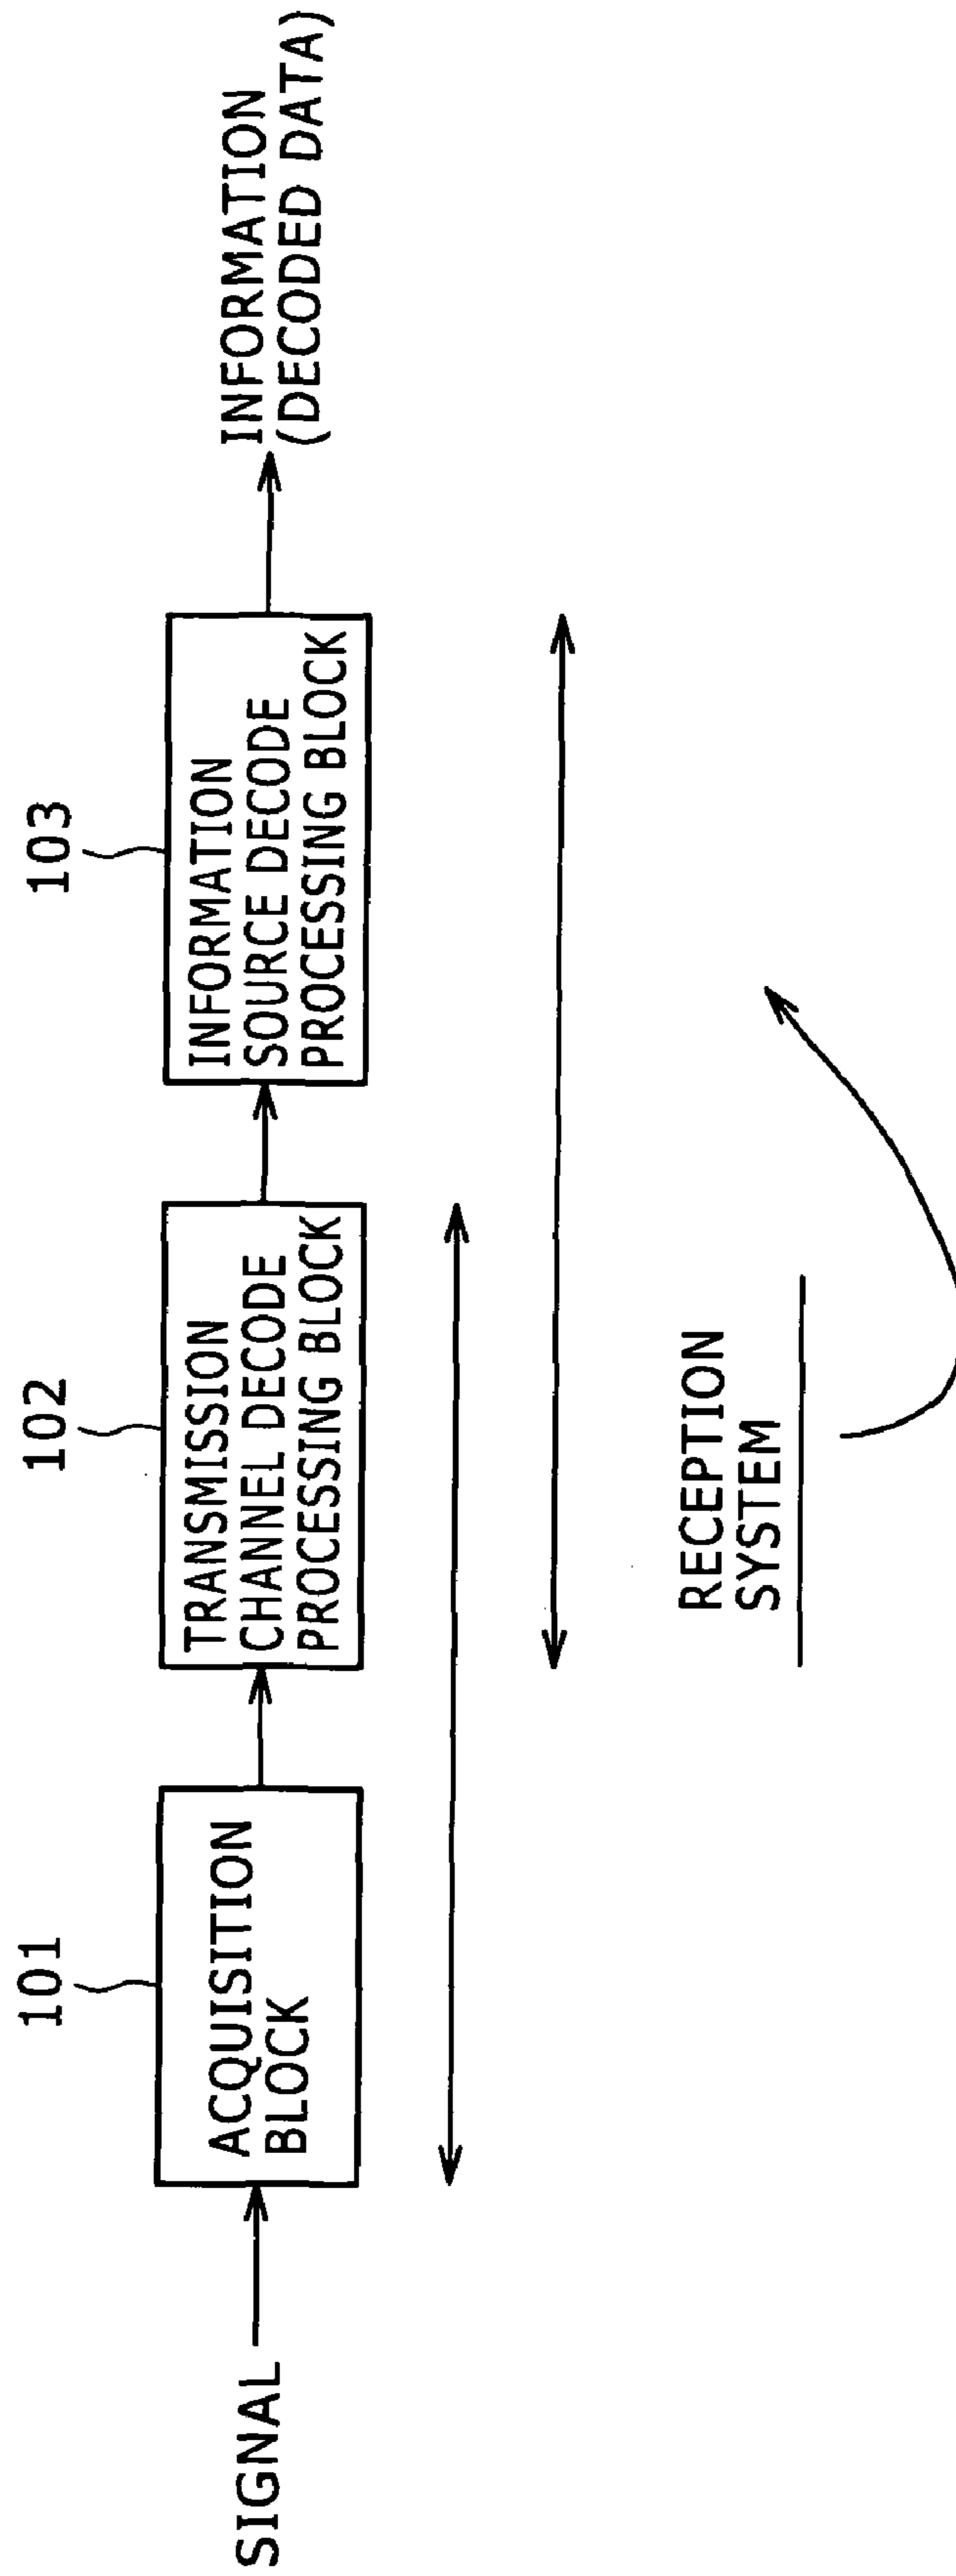 SIGNAL
101
ACQUISITION
BLOCK
102
TRANSMISSION
CHANNEL DECODE
PROCESSING BLOCK
103
INFORMATION
SOURCE DECODE
PROCESSING BLOCK
INFORMATION
(DECODED DATA)
RECEPTION
SYSTEM